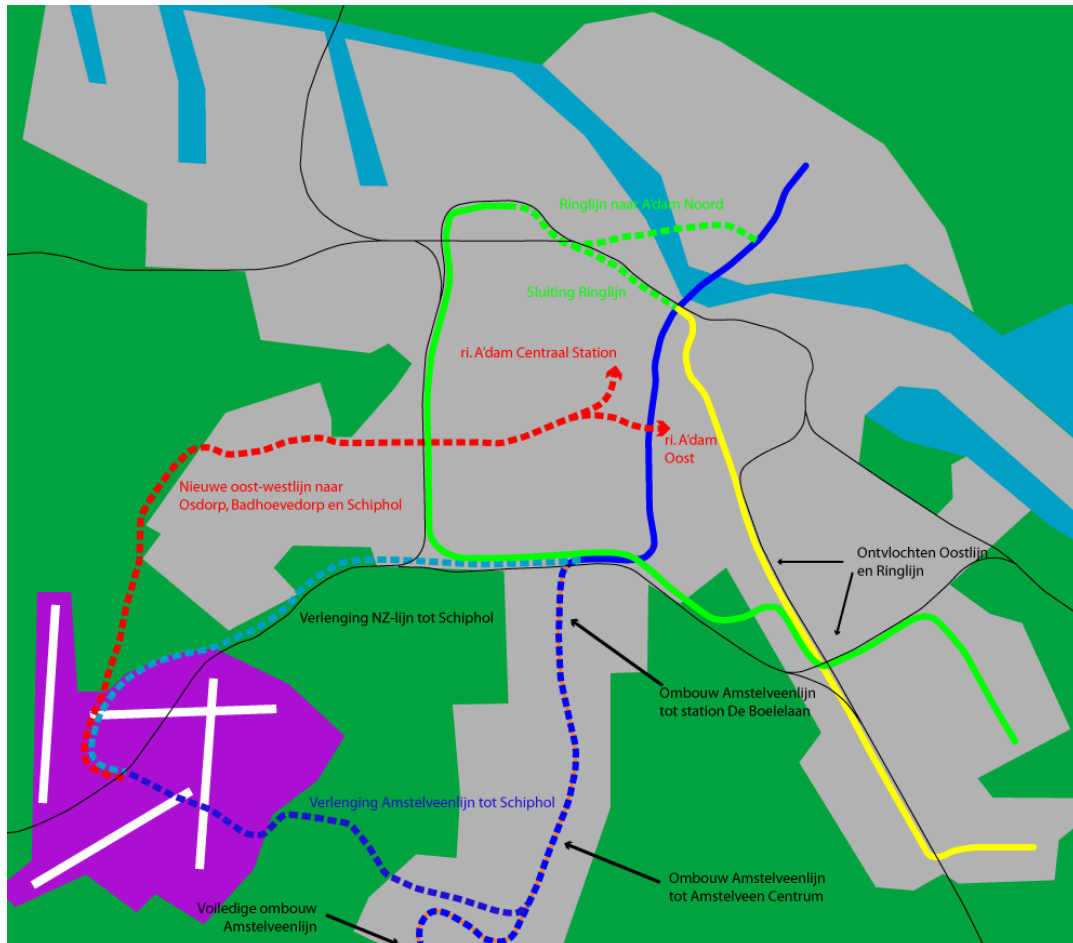 Ringlijn naar A'dam Noord
Sluiting Ringlijn
ri. A'dam Centraal Station
ri. A'dam
Oost
Nieuwe oost-westlijn naar
Osdorp, Badhoevedorp en Schiphol
Ontvlochten Oostlijn
en Ringlijn
Verlenging NZ-lijn tot Schiphol
Ombouw Amstelveenlijn
tot station De Boelelaan
Verlenging Amstelveenlijn tot Schiphol
Ombouw Amstelveenlijn
tot Amstelveen Centrum
Volledige ombouw
Amstelveenlijn